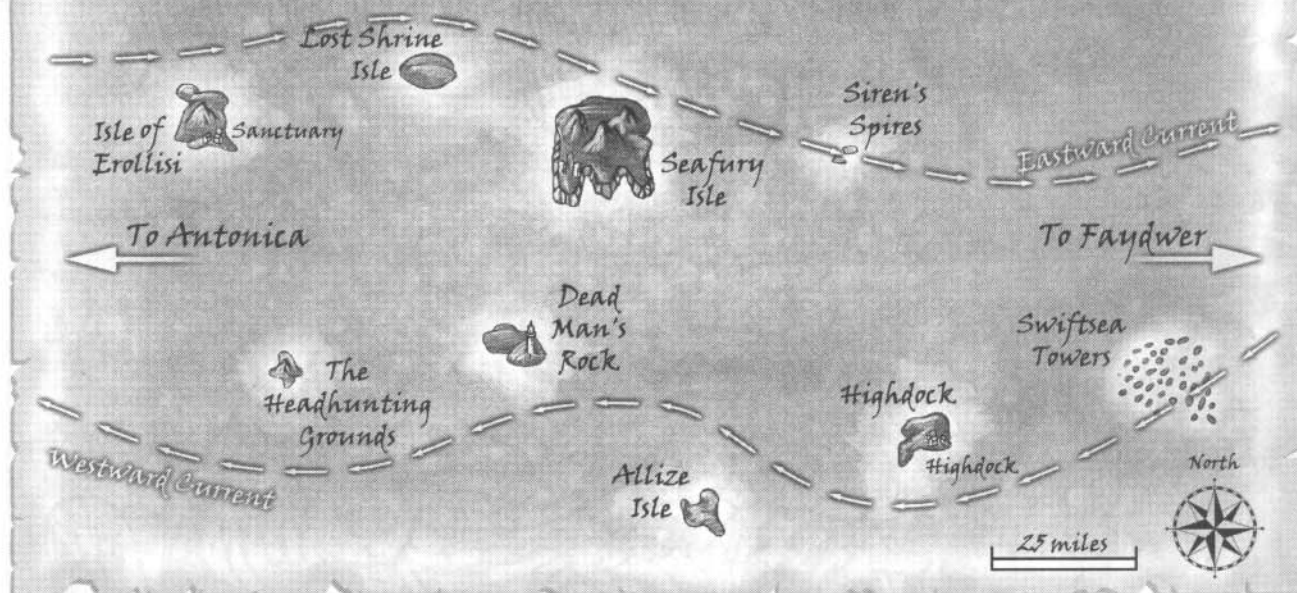 Lost Shrine
Isle
Isle of
Erollisi
Sanctuary
Seafury
Isle
Siren's
Spires
Eastward Current
To Antonica
To Faydwer
Dead
Man's
Rock
Swiftsea
Towers
The
Headhunting
Grounds
Highdock
Highdock
Westward Current
Allize
Isle
North
25 miles